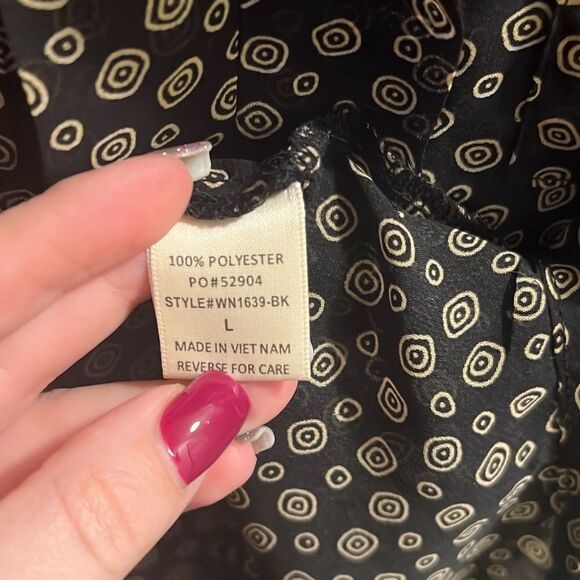 100% POLYESTER
PO#52904
STYLE#WN1639-BK
L
MADE IN VIET NAM
REVERSE FOR CARE